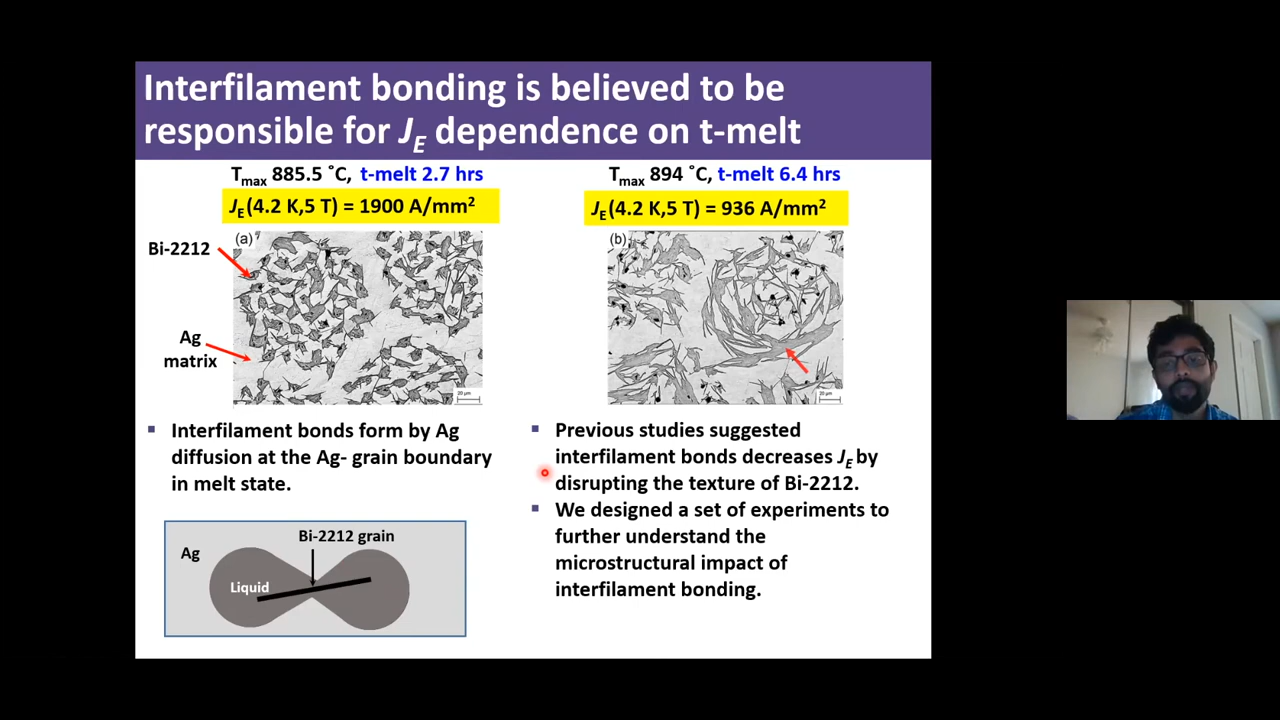 Interfilament bonding is believed to be
responsible for JE dependence on t-melt
Tmax 885.5 ˚C, t-melt 2.7 hrs
JE (4.2 K,5 T) = 1900 A/mm²
(a)
Bi-2212
Ag
matrix
20 µm
Tmax 894 ˚C, t-melt 6.4 hrs
JE (4.2 K,5 T) = 936 A/mm²
(b)
20 µm
▪ Interfilament bonds form by Ag
diffusion at the Ag- grain boundary
in melt state.
Bi-2212 grain
Ag
Liquid
▪ Previous studies suggested
interfilament bonds decreases JE by
disrupting the texture of Bi-2212.
▪ We designed a set of experiments to
further understand the
microstructural impact of
interfilament bonding.